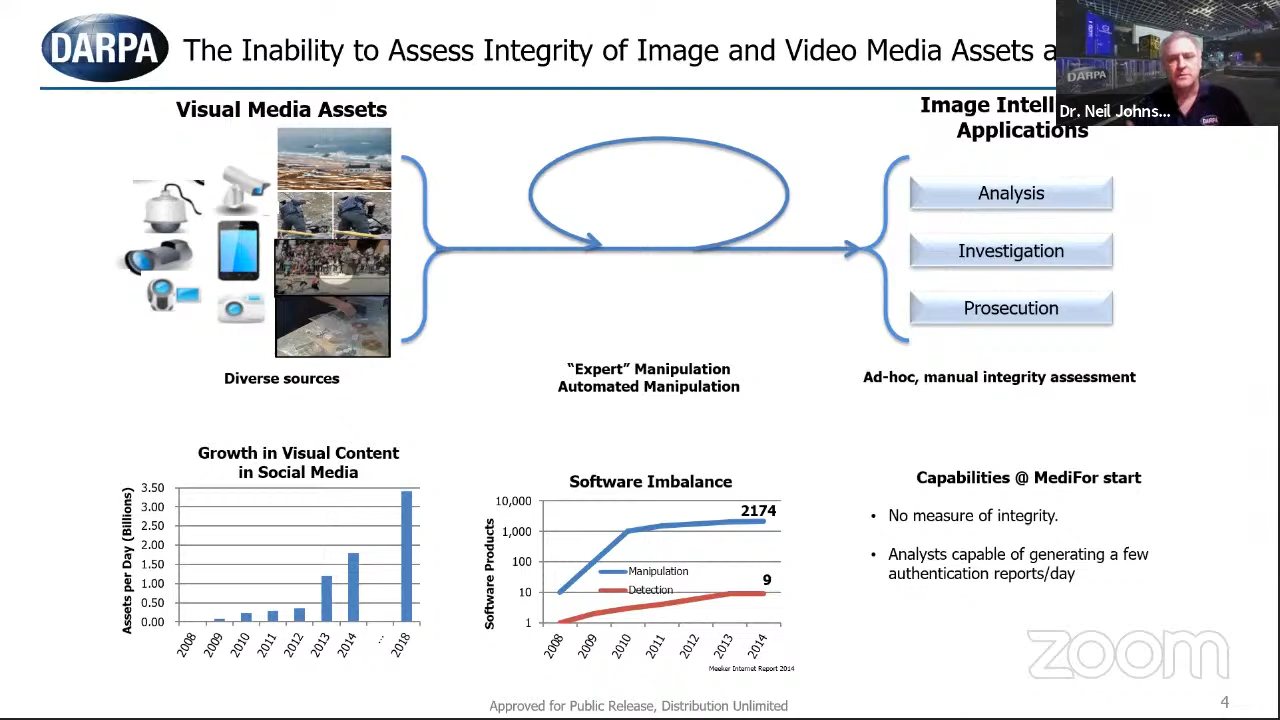 DARPA
The Inability to Assess Integrity of Image and Video Media Assets a
DARPA
Dr. Neil Johns...
Visual Media Assets
Image Intell
Applications
Analysis
Investigation
Prosecution
Diverse sources
“Expert” Manipulation
Automated Manipulation
Ad-hoc, manual integrity assessment
Growth in Visual Content
in Social Media
Assets per Day (Billions)
3.50
3.00
2.50
2.00
1.50
1.00
0.50
0.00
2008
2009
2010
2011
2012
2013
2014
..
2018
Software Imbalance
Software Products
10,000
1,000
100
10
1
2174
Manipulation
9
Detection
2008
2009
2010
2011
2012
2013
2014
Meeker Internet Report 2014
Capabilities @ MediFor start
• No measure of integrity.
• Analysts capable of generating a few
authentication reports/day
zoom
Approved for Public Release, Distribution Unlimited
4